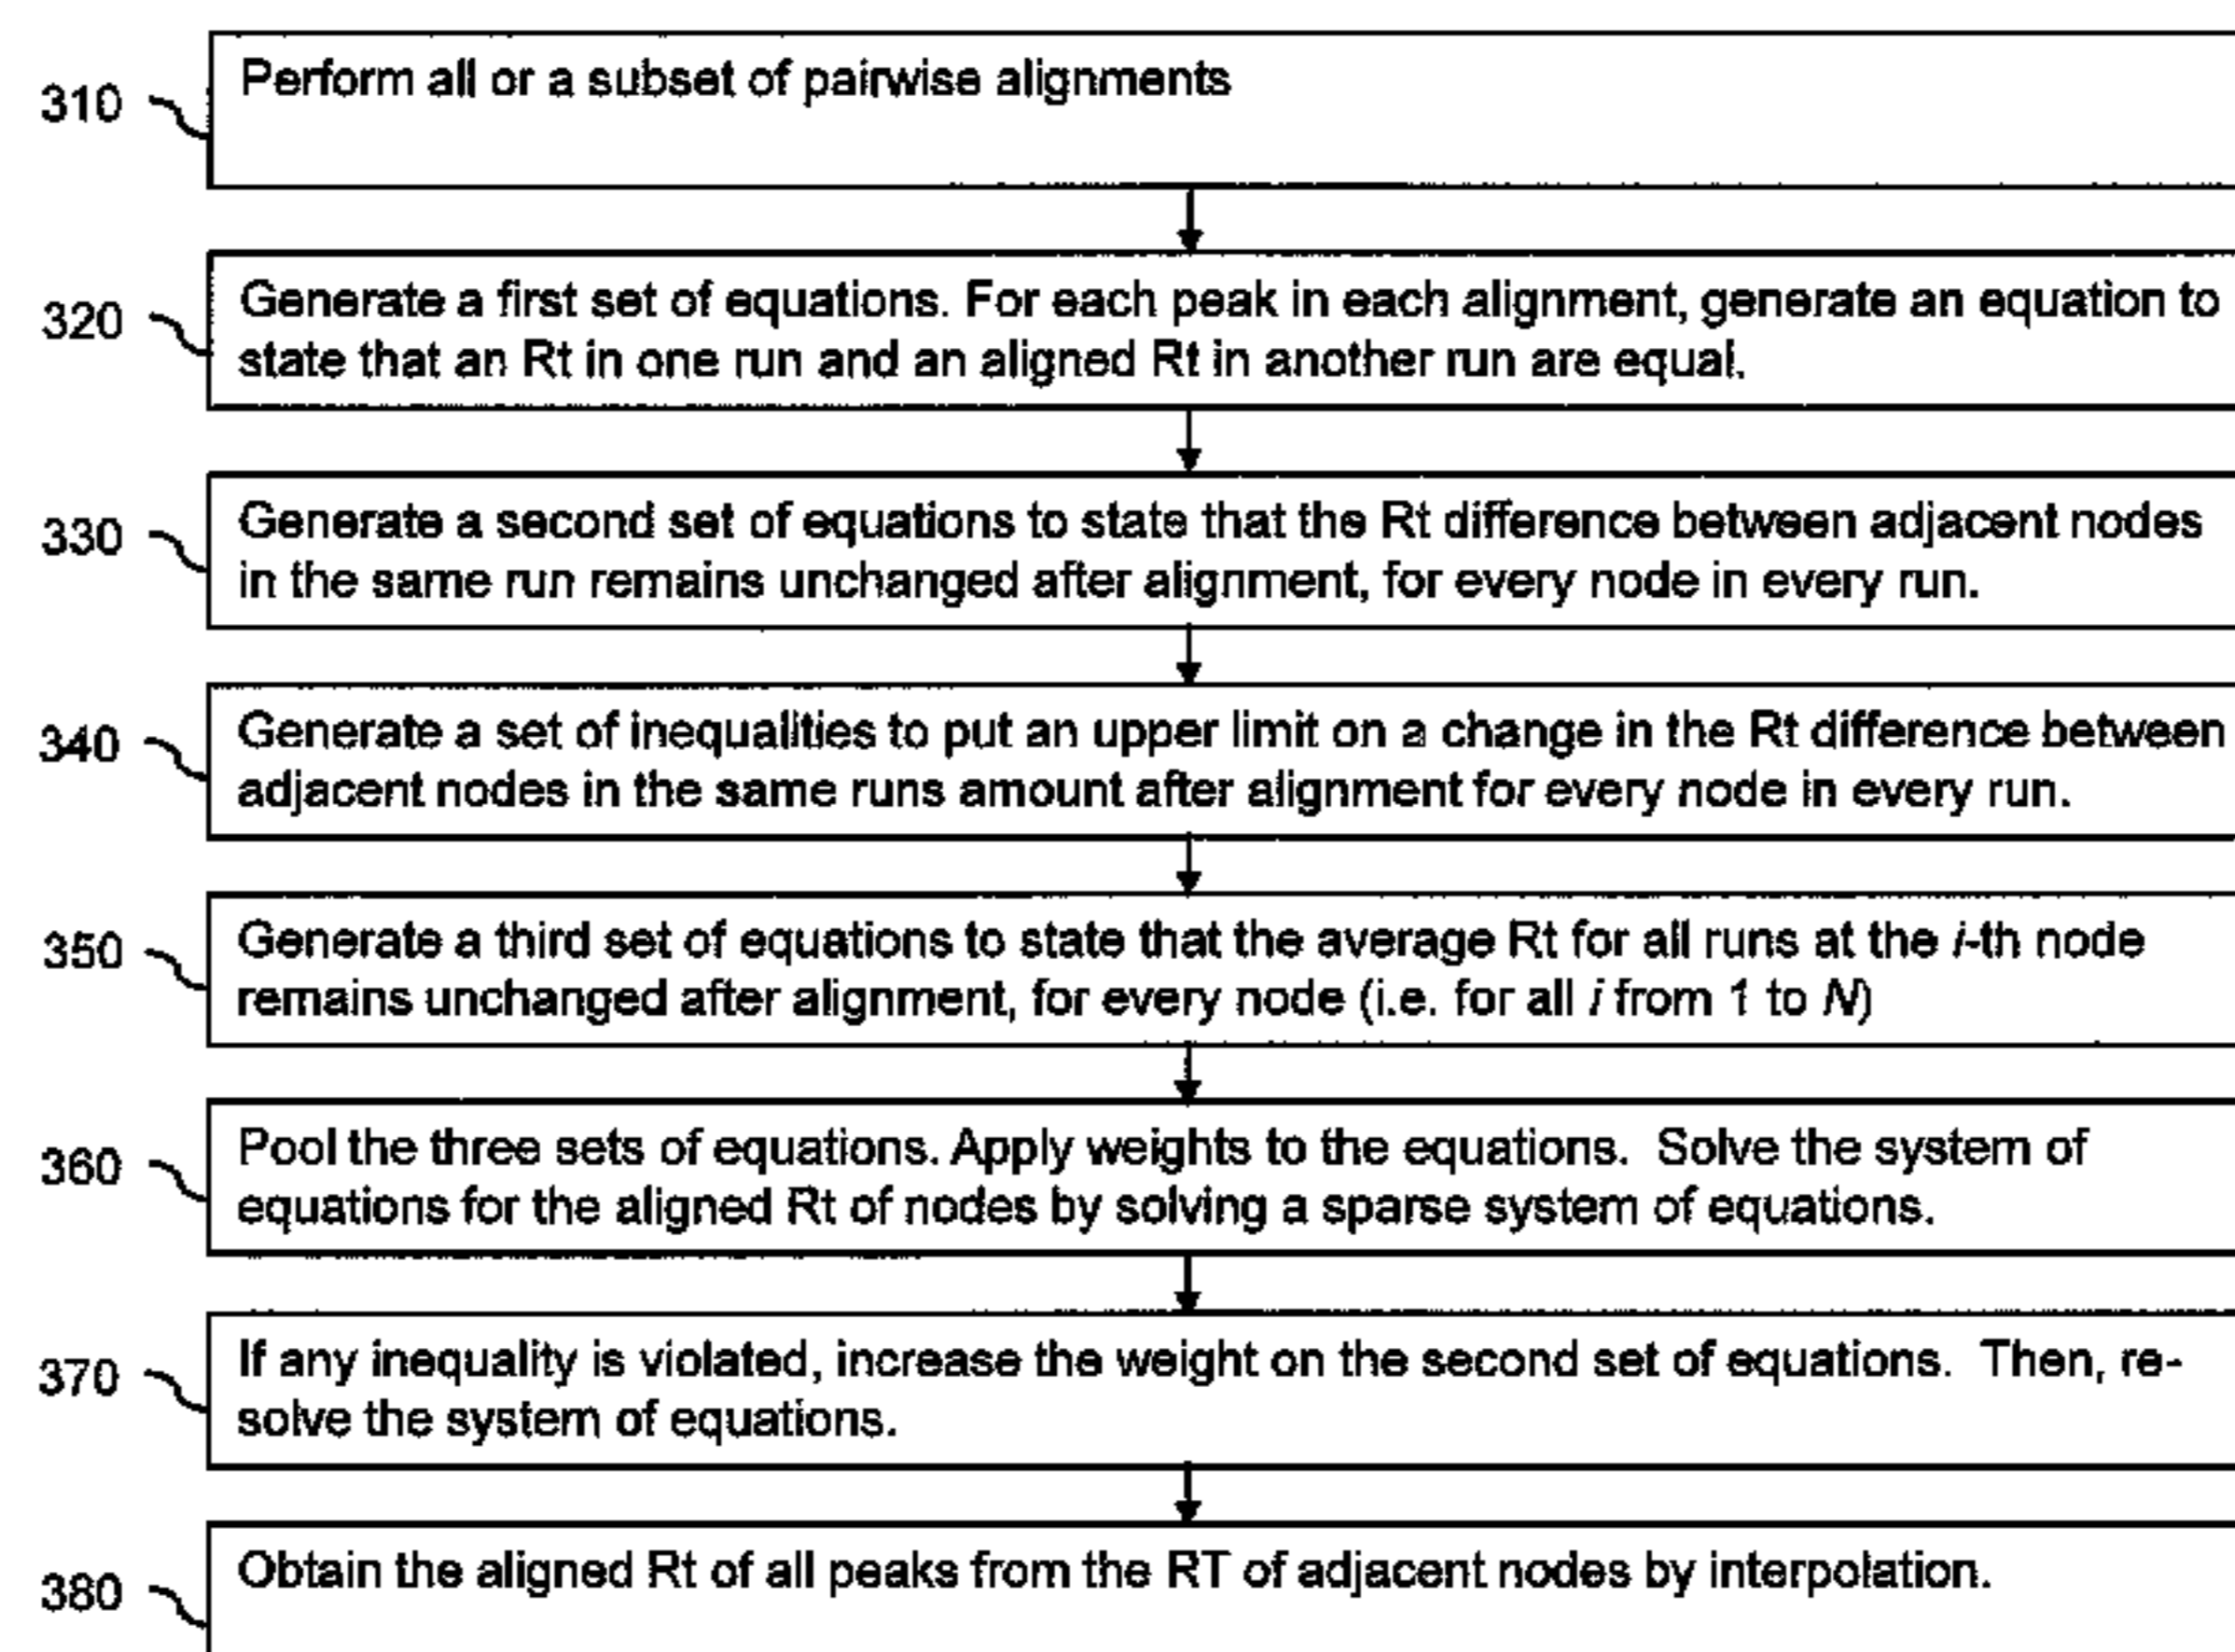 310
Perform all or a subset of pairwise alignments
320
Generate a first set of equations. For each peak in each alignment, generate an equation to
state that an Rt in one run and an aligned Rt in another run are equal.
330
Generate a second set of equations to state that the Rt difference between adjacent nodes
in the same run remains unchanged after alignment, for every node in every run.
340
Generate a set of inequalities to put an upper limit on a change in the Rt difference between
adjacent nodes in the same runs amount after alignment for every node in every run.
350
Generate a third set of equations to state that the average Rt for all runs at the i-th node
remains unchanged after alignment, for every node (i.e. for all i from 1 to N)
360
Pool the three sets of equations. Apply weights to the equations.  Solve the system of
equations for the aligned Rt of nodes by solving a sparse system of equations.
370
If any inequality is violated, increase the weight on the second set of equations.  Then, re-
solve the system of equations.
380
Obtain the aligned Rt of all peaks from the RT of adjacent nodes by interpolation.